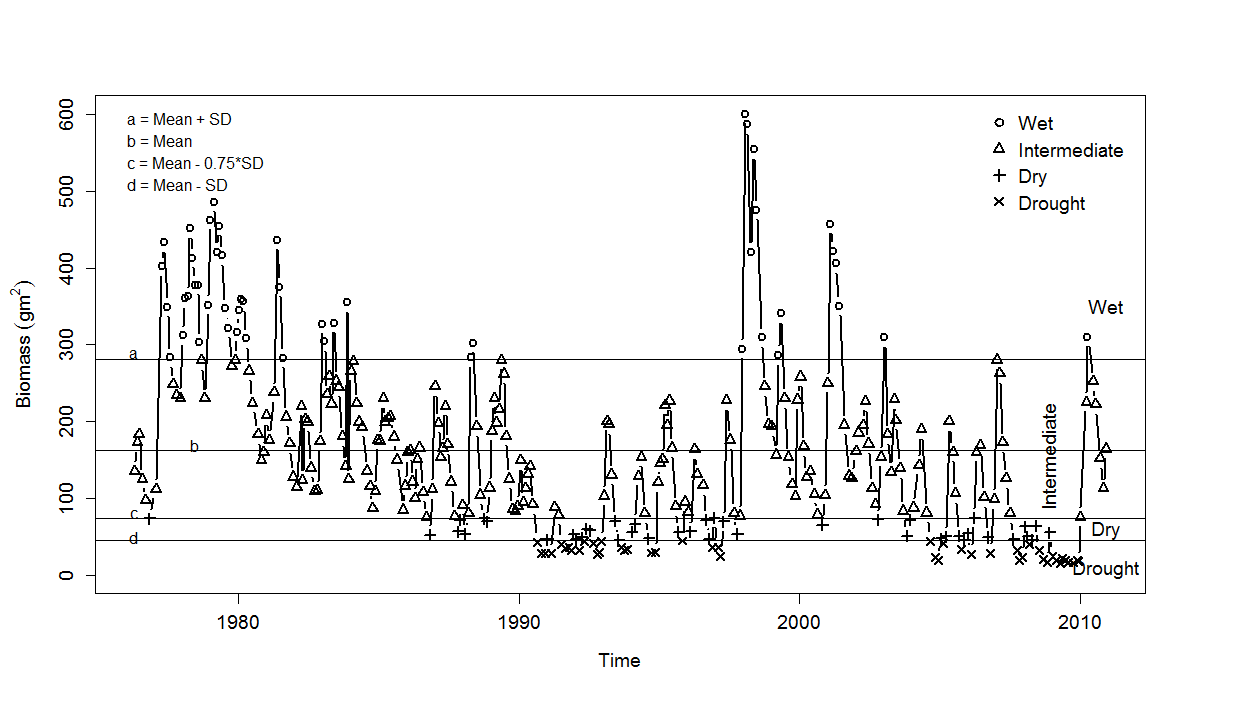 a = Mean + SD
b = Mean
c = Mean - 0.75*SD
d = Mean - SD
Wet
Intermediate
Dry
Drought
Biomass (gm²)
600
500
400
300
200
100
0
a
b
c
d
Wet
Intermediate
Dry
Drought
1980
1990
2000
2010
Time